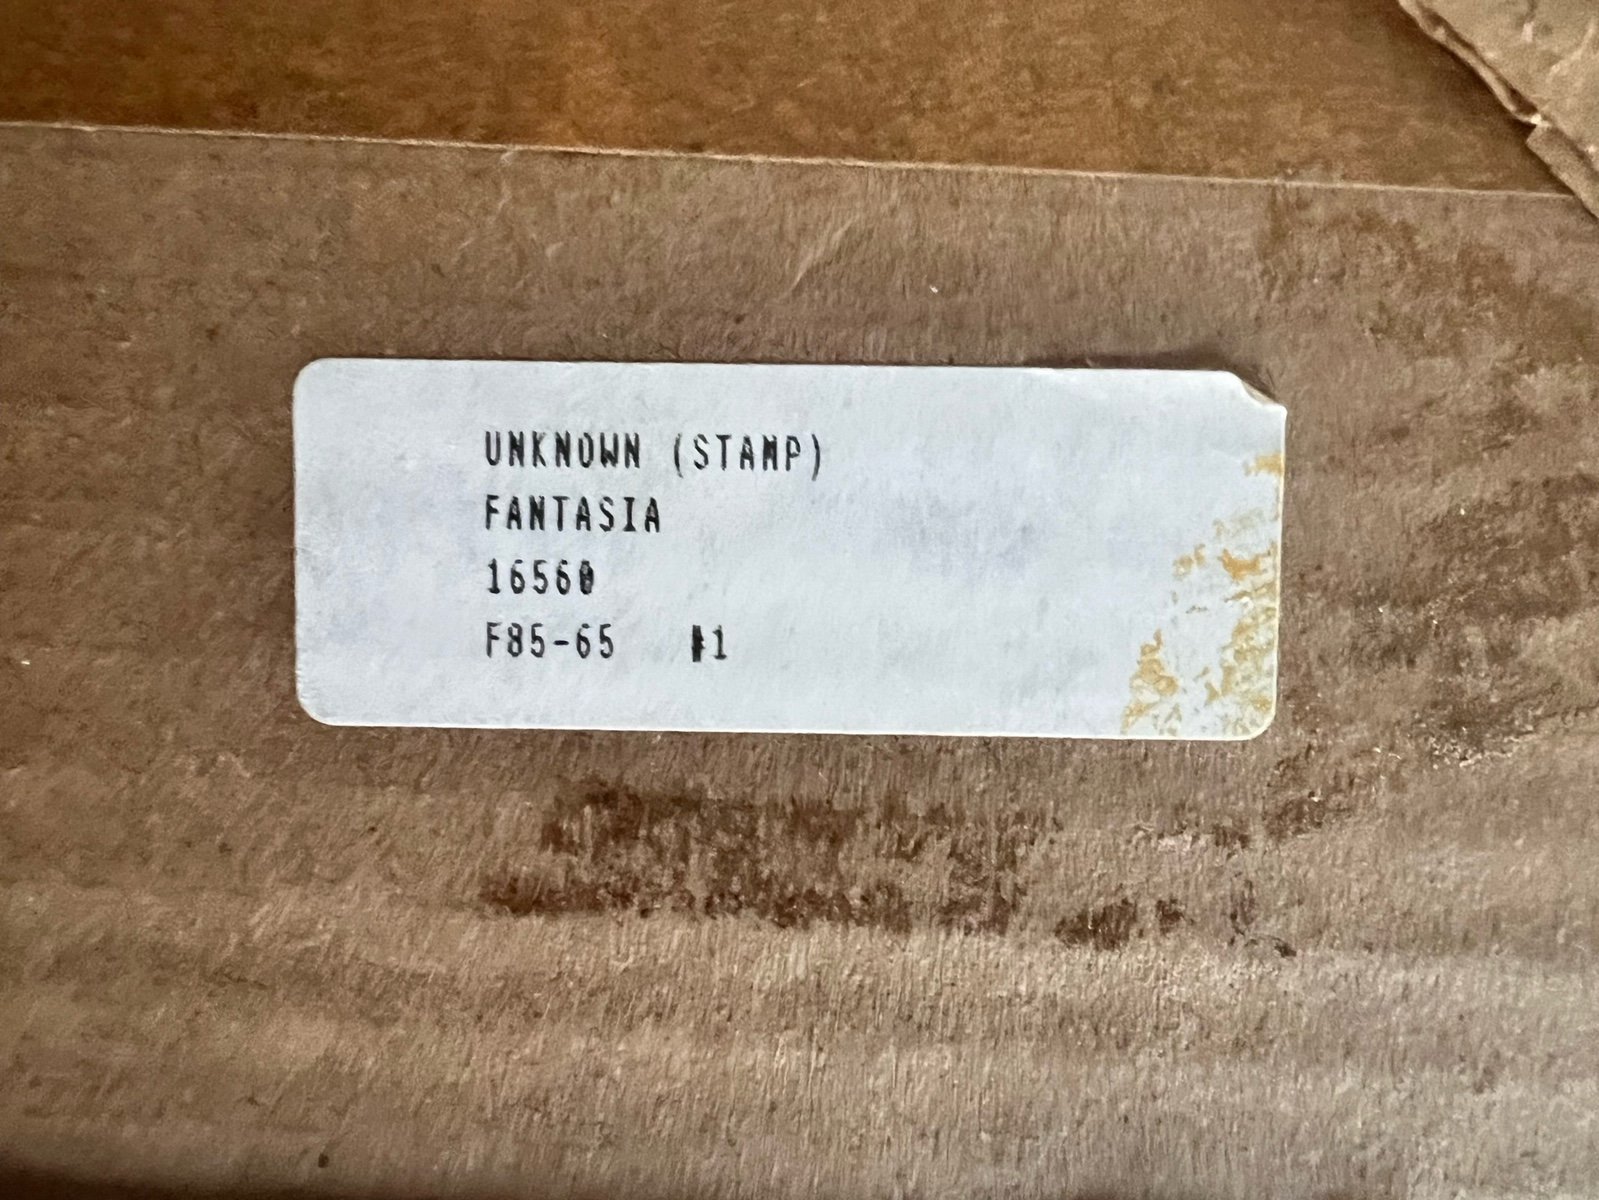 UNKNOWN (STAMP)
FANTASIA
16560
F85-65 #1